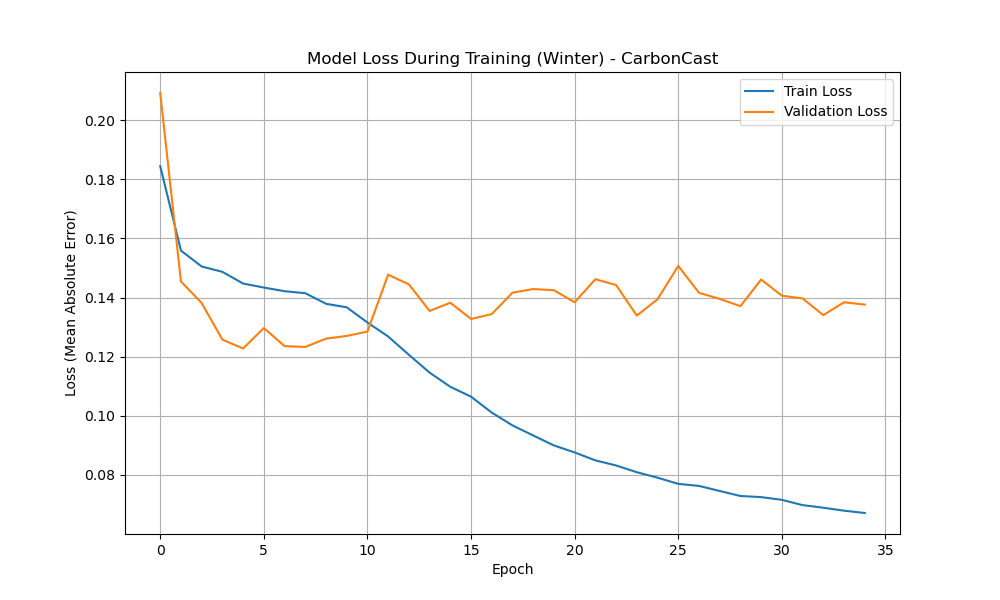 Model Loss During Training (Winter) - CarbonCast
Train Loss
Validation Loss
Loss (Mean Absolute Error)
0.20
0.18
0.16
0.14
0.12
0.10
0.08
0 5 10 15 20 25 30 35
Epoch